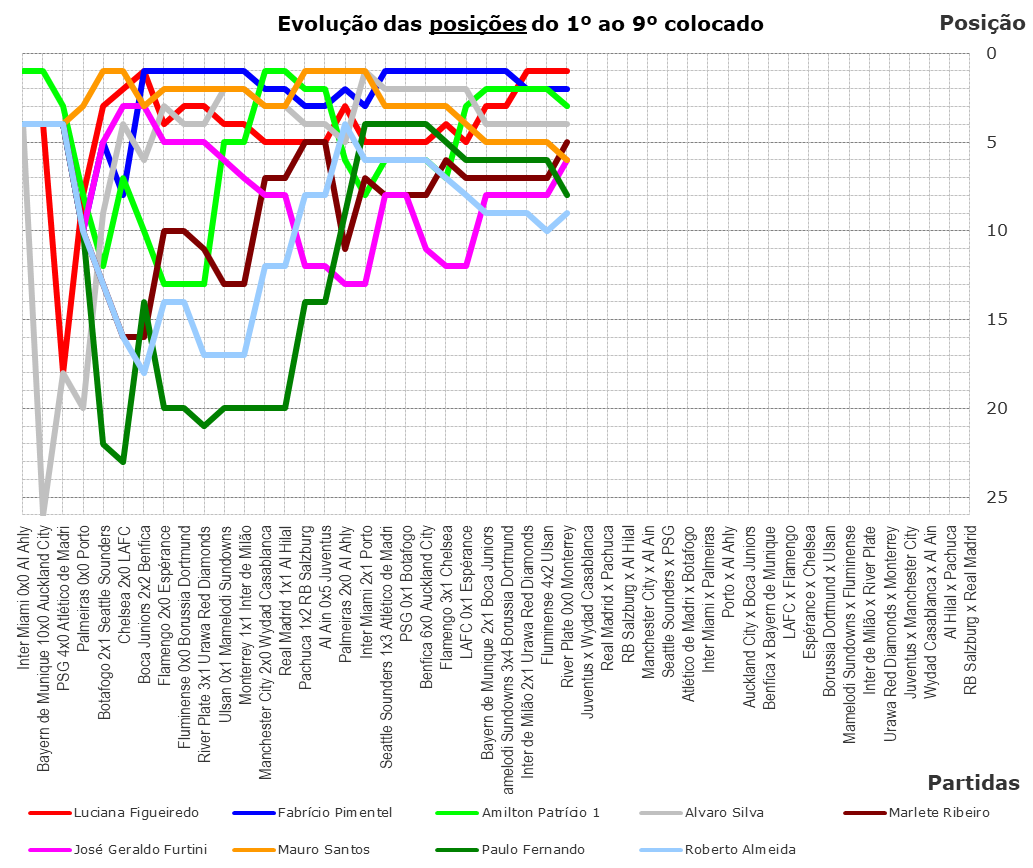 Evolução das posições do 1º ao 9º colocado
Posição
0
5
10
15
20
25
Inter Miami 0x0 Al Ahly
Bayern de Munique 10x0 Auckland City
PSG 4x0 Atlético de Madri
Palmeiras 0x0 Porto
Botafogo 2x1 Seattle Sounders
Chelsea 2x0 LAFC
Boca Juniors 2x2 Benfica
Flamengo 2x0 Espérance
Fluminense 0x0 Borussia Dortmund
River Plate 3x1 Urawa Red Diamonds
Ulsan 0x1 Mamelodi Sundowns
Monterrey 1x1 Inter de Milão
Manchester City 2x0 Wydad Casablanca
Real Madrid 1x1 Al Hilal
Pachuca 1x2 RB Salzburg
Al Ain 0x5 Juventus
Palmeiras 2x0 Al Ahly
Inter Miami 2x1 Porto
Seattle Sounders 1x3 Atlético de Madri
PSG 0x1 Botafogo
Benfica 6x0 Auckland City
Flamengo 3x1 Chelsea
LAFC 0x1 Espérance
Bayern de Munique 2x1 Boca Juniors
amelodi Sundowns 3x4 Borussia Dortmund
Inter de Milão 2x1 Urawa Red Diamonds
Fluminense 4x2 Ulsan
River Plate 0x0 Monterrey
Juventus x Wydad Casablanca
Real Madrid x Pachuca
RB Salzburg x Al Hilal
Manchester City x Al Ain
Seattle Sounders x PSG
Atlético de Madri x Botafogo
Inter Miami x Palmeiras
Porto x Al Ahly
Auckland City x Boca Juniors
Benfica x Bayern de Munique
LAFC x Flamengo
Espérance x Chelsea
Borussia Dortmund x Ulsan
Mamelodi Sundowns x Fluminense
Inter de Milão x River Plate
Urawa Red Diamonds x Monterrey
Juventus x Manchester City
Wydad Casablanca x Al Ain
Al Hilal x Pachuca
RB Salzburg x Real Madrid
Partidas
Luciana Figueiredo
Fabrício Pimentel
Amilton Patrício 1
Alvaro Silva
Marlete Ribeiro
José Geraldo Furtini
Mauro Santos
Paulo Fernando
Roberto Almeida